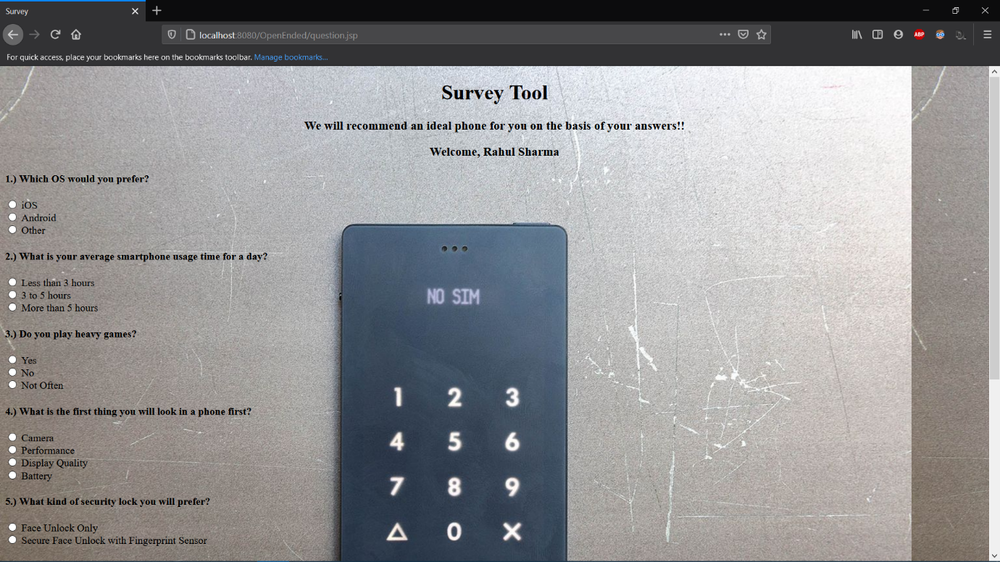 Survey
localhost:8080/OpenEnded/question.jsp
ABP
For quick access, place your bookmarks here on the bookmarks toolbar. Manage bookmarks...
Survey Tool
We will recommend an ideal phone for you on the basis of your answers!!
Welcome, Rahul Sharma
1.) Which OS would you prefer?
iOS
Android
Other
2.) What is your average smartphone usage time for a day?
Less than 3 hours
3 to 5 hours
More than 5 hours
3.) Do you play heavy games?
Yes
No
Not Often
4.) What is the first thing you will look in a phone first?
Camera
Performance
Display Quality
Battery
5.) What kind of security lock you will prefer?
Face Unlock Only
Secure Face Unlock with Fingerprint Sensor
NO SIM
1 2 3
4 5 6
7 8 9
0